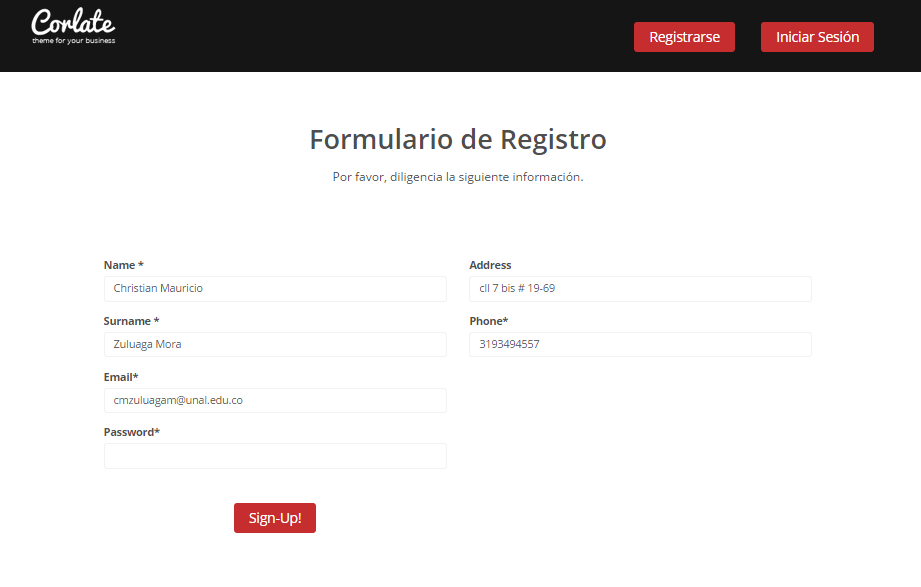 Corlate
theme for your business
Registrarse
Iniciar Sesión
Formulario de Registro
Por favor, diligencia la siguiente información.
Name *
Christian Mauricio
Surname *
Zuluaga Mora
Email*
cmzuluagam@unal.edu.co
Password*
Address
cll 7 bis # 19-69
Phone*
3193494557
Sign-Up!